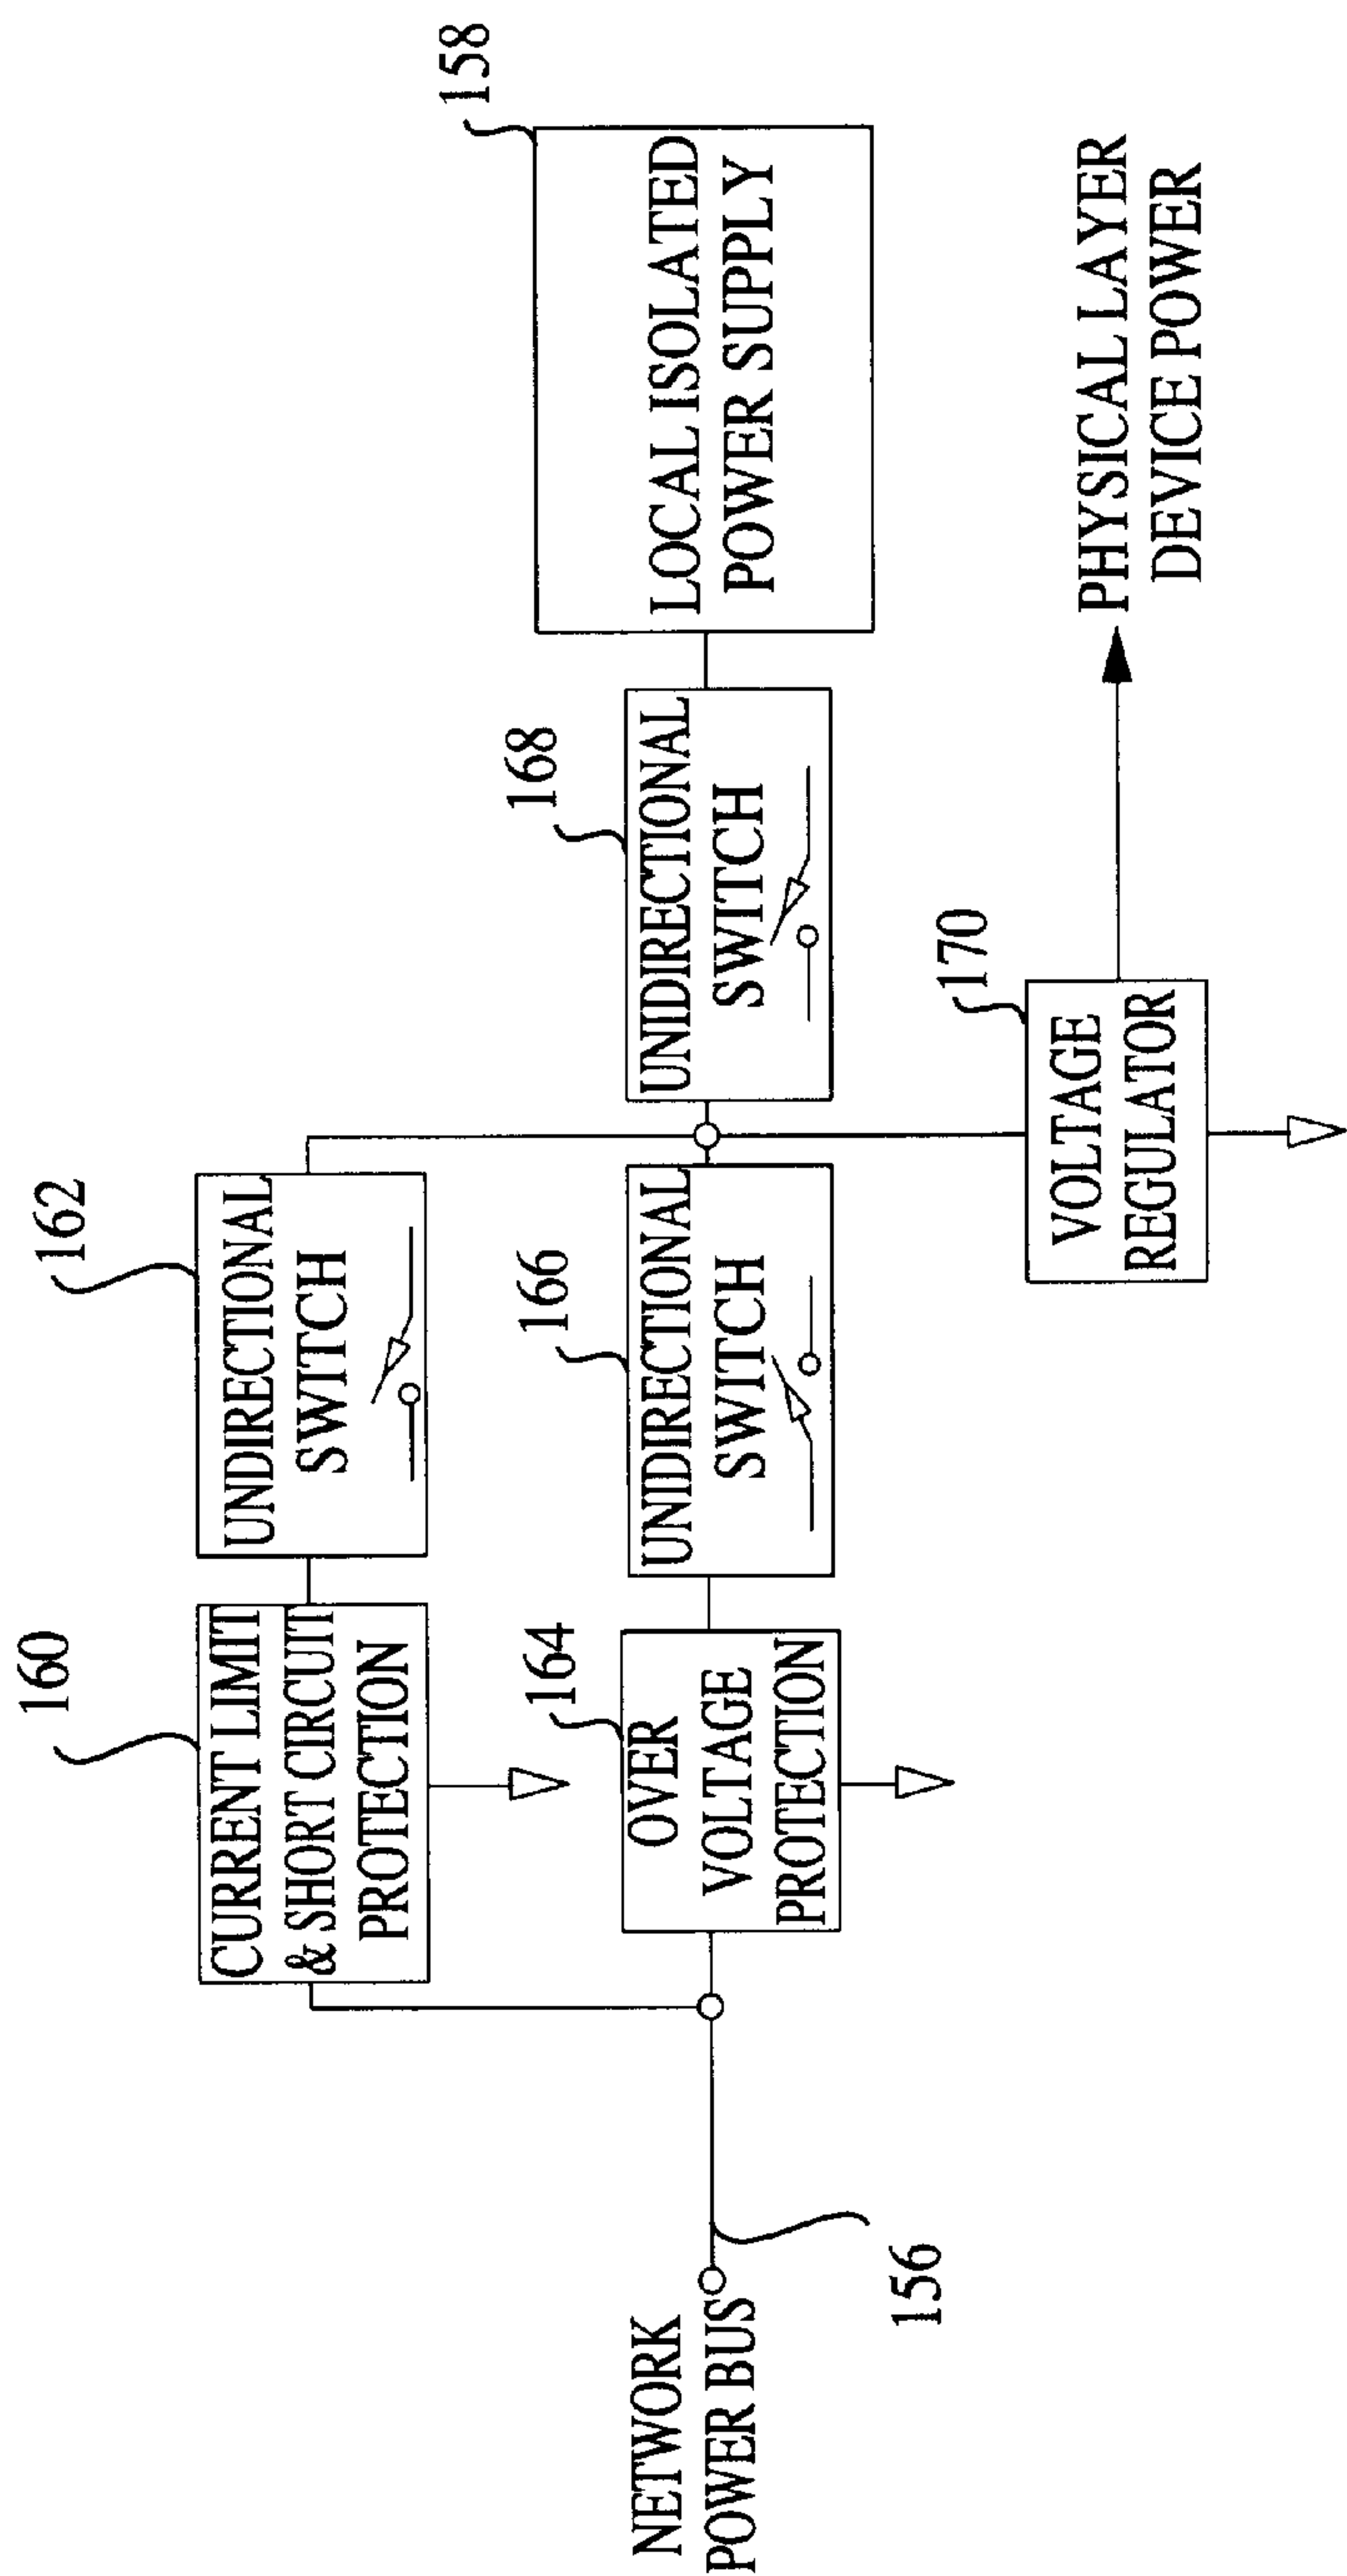 160
CURRENT LIMIT
& SHORT CIRCUIT
PROTECTION
162
UNIDIRECTIONAL
SWITCH
158
LOCAL ISOLATED
POWER SUPPLY
164
OVER
VOLTAGE
PROTECTION
166
UNIDIRECTIONAL
SWITCH
168
UNIDIRECTIONAL
SWITCH
NETWORK
POWER BUS
156
170
VOLTAGE
REGULATOR
PHYSICAL LAYER
DEVICE POWER